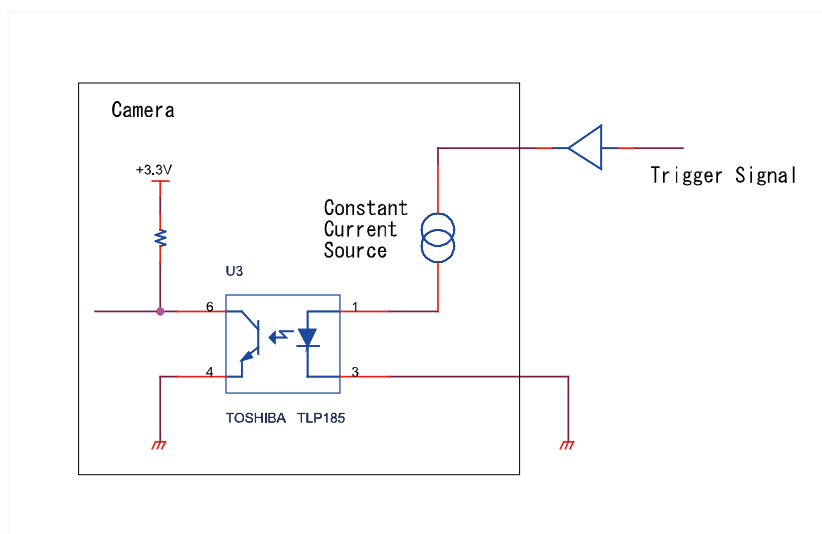 Camera
+3.3V
Trigger Signal
Constant
Current
Source
U3
6
1
4
3
TOSHIBA TLP185